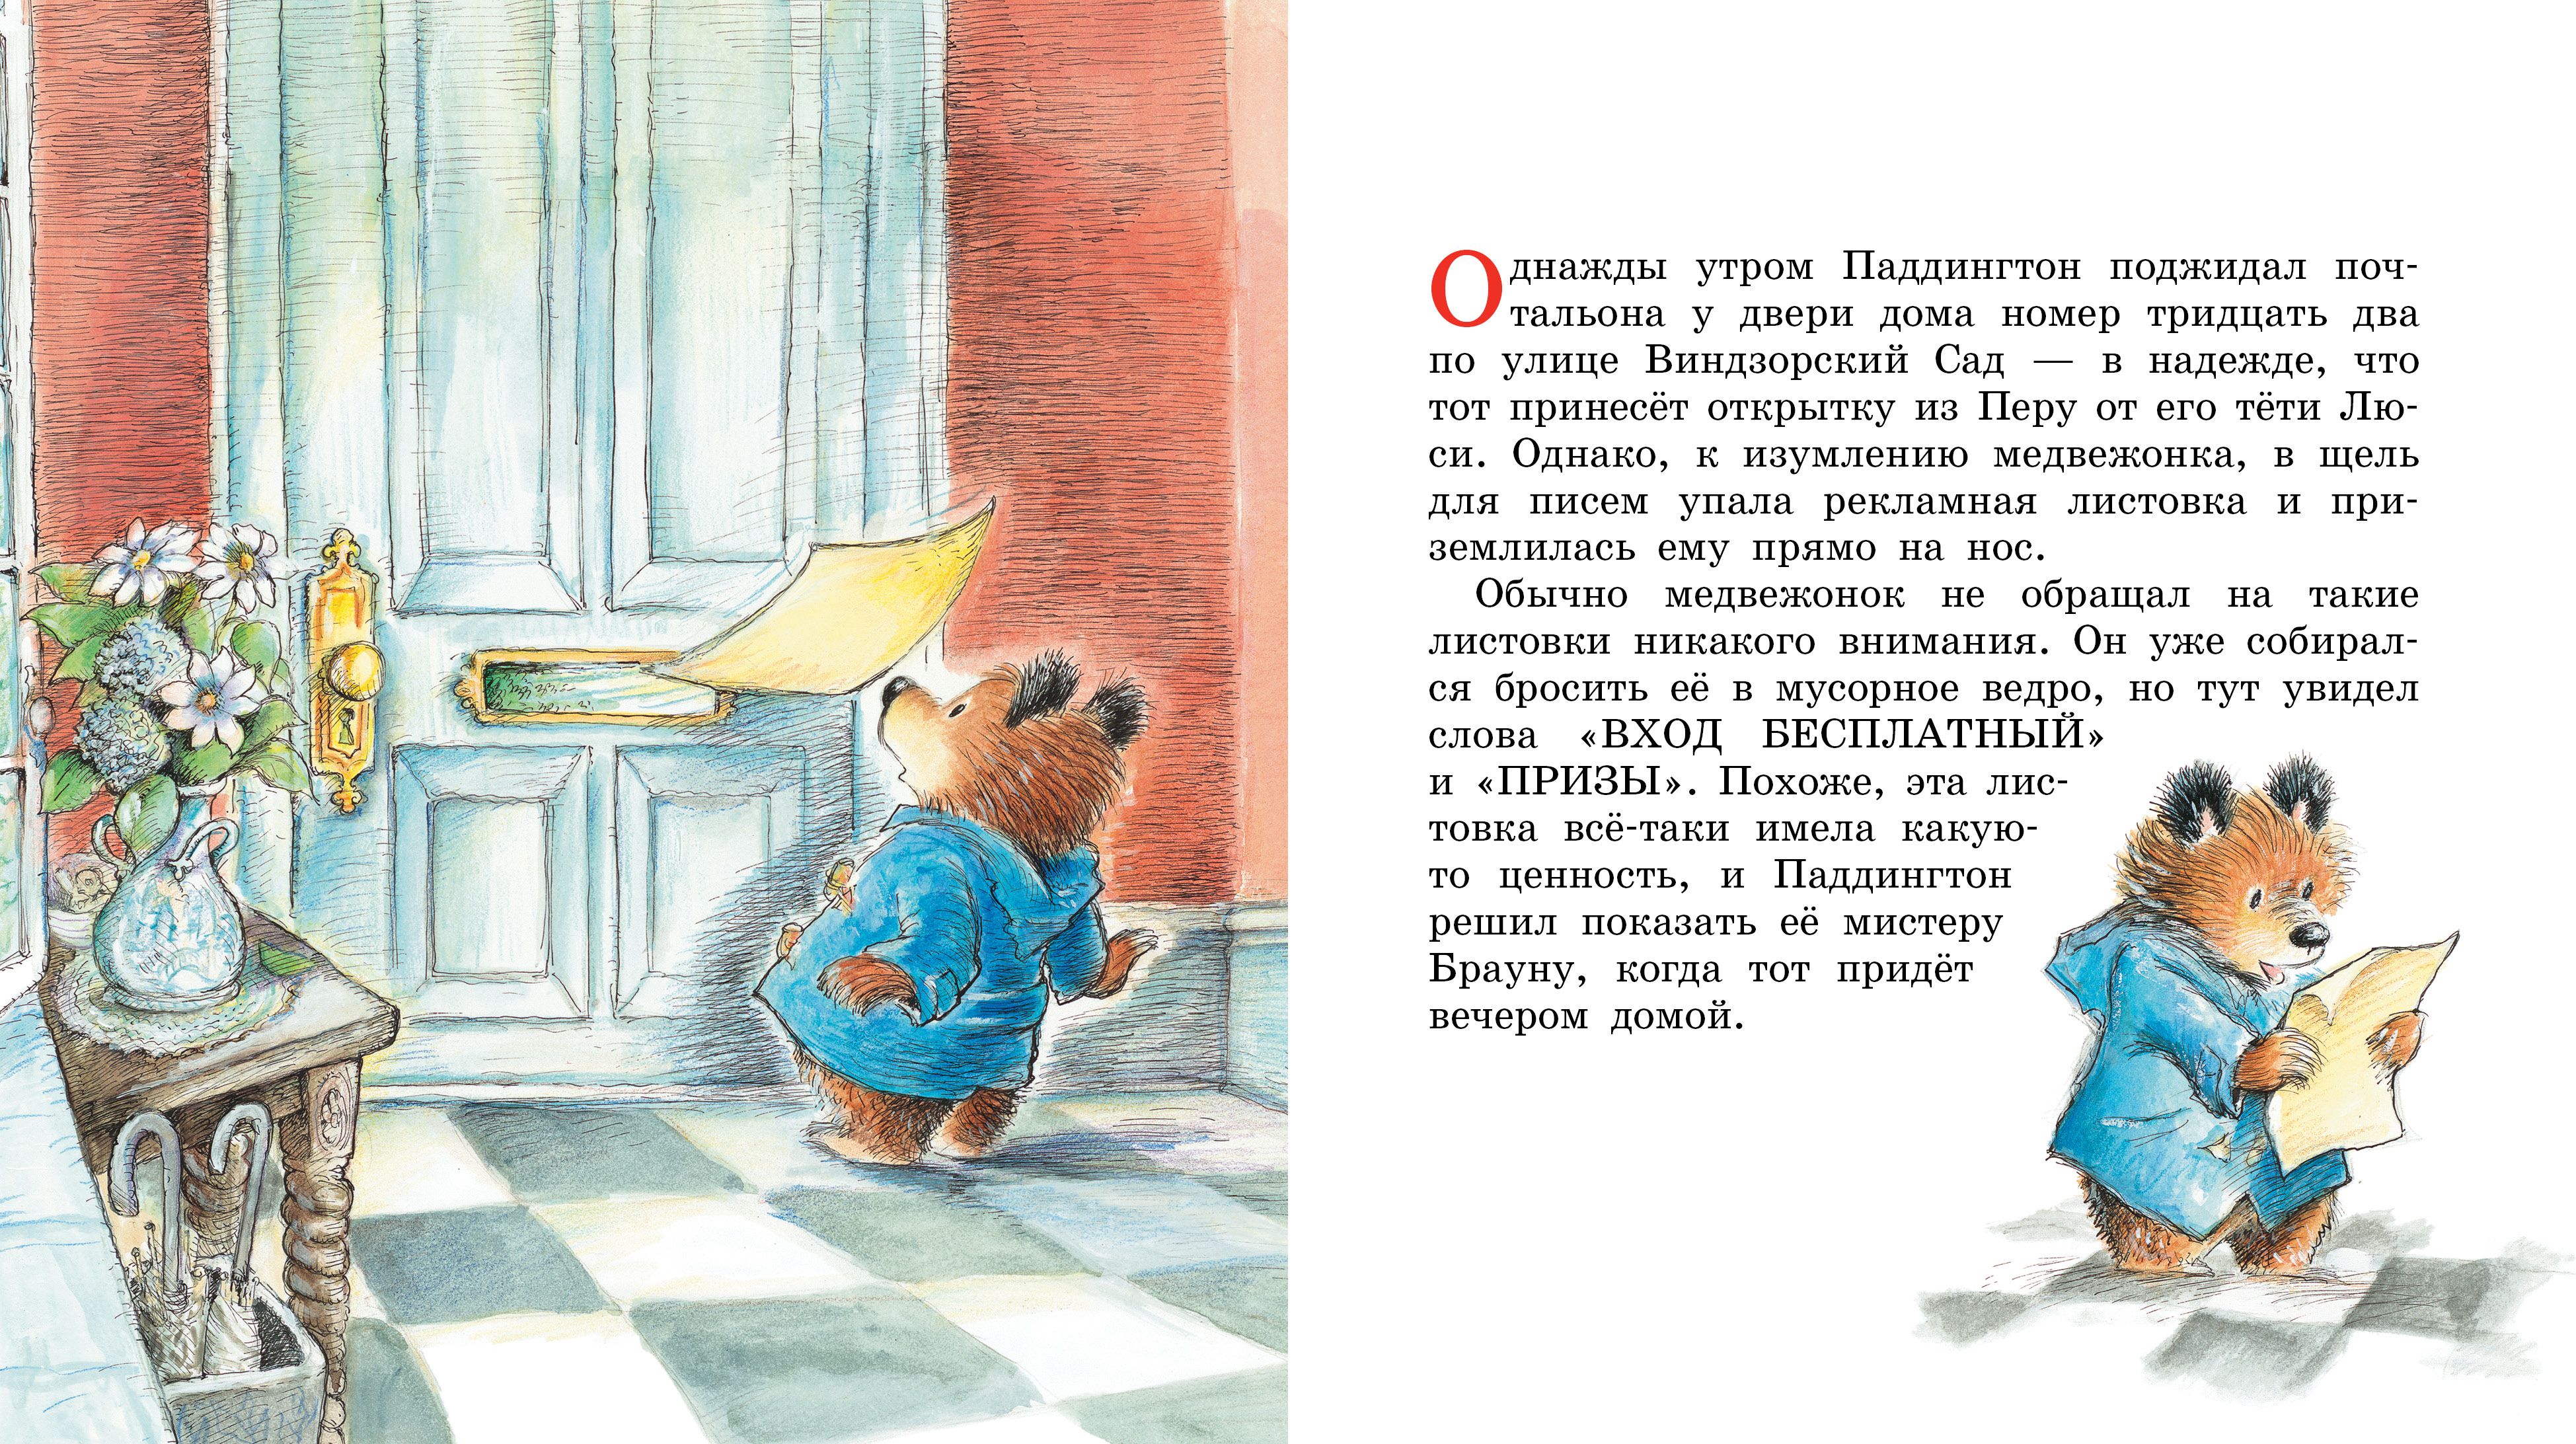 Однажды утром Паддингтон поджидал поч-
тальона у двери дома номер тридцать два
по улице Виндзорский Сад — в надежде, что
тот принесёт открытку из Перу от его тёти Лю-
си. Однако, к изумлению медвежонка, в щель
для писем упала рекламная листовка и при-
землилась ему прямо на нос.
Обычно медвежонок не обращал на такие
листовки никакого внимания. Он уже собирал-
ся бросить её в мусорное ведро, но тут увидел
слова «ВХОД БЕСПЛАТНЫЙ»
и «ПРИЗЫ». Похоже, эта лис-
товка всё-таки имела какую-
то ценность, и Паддингтон
решил показать её мистеру
Брауну, когда тот придёт
вечером домой.